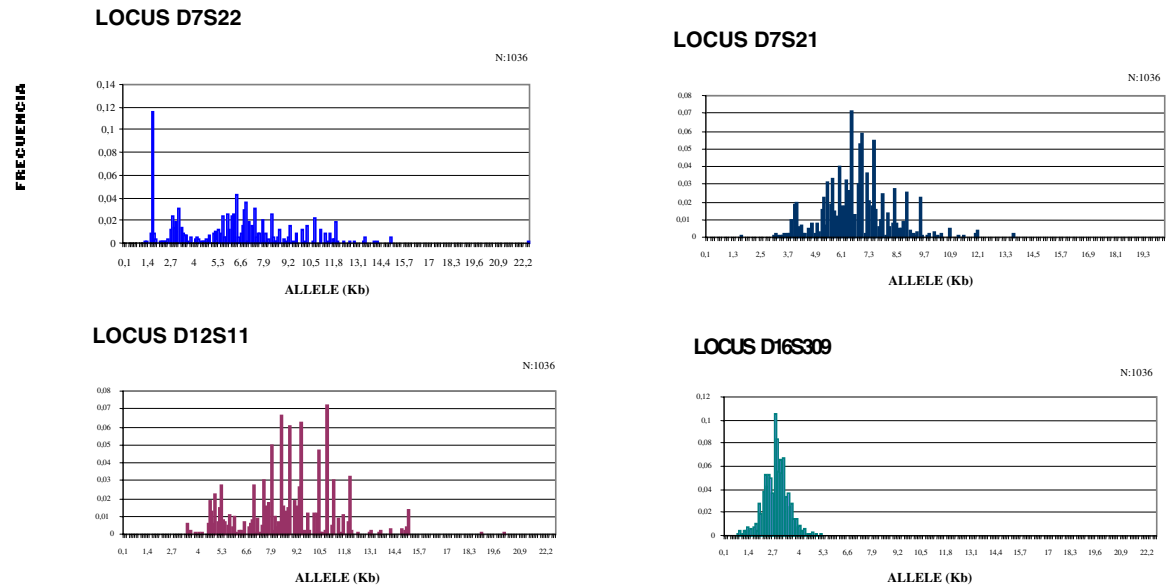 LOCUS D7S22
N:1036
FRECUENCIA
0,14
0,12
0,1
0,08
0,06
0,04
0,02
0
0,1 1,4 2,7 4 5,3 6,6 7,9 9,2 10,5 11,8 13,1 14,4 15,7 17 18,3 19,6 20,9 22,2
ALLELE (Kb)
LOCUS D7S21
N:1036
0,08
0,07
0,06
0,05
0,04
0,03
0,02
0,01
0
0,1 1,3 2,5 3,7 4,9 6,1 7,3 8,5 9,7 10,9 12,1 13,3 14,5 15,7 16,9 18,1 19,3
ALLELE (Kb)
LOCUS D12S11
N:1036
0,08
0,07
0,06
0,05
0,04
0,03
0,02
0,01
0
0,1 1,4 2,7 4 5,3 6,6 7,9 9,2 10,5 11,8 13,1 14,4 15,7 17 18,3 19,6 20,9 22,2
ALLELE (Kb)
LOCUS D16S309
N:1036
0,12
0,1
0,08
0,06
0,04
0,02
0
0,1 1,4 2,7 4 5,3 6,6 7,9 9,2 10,5 11,8 13,1 14,4 15,7 17 18,3 19,6 20,9 22,2
ALLELE (Kb)